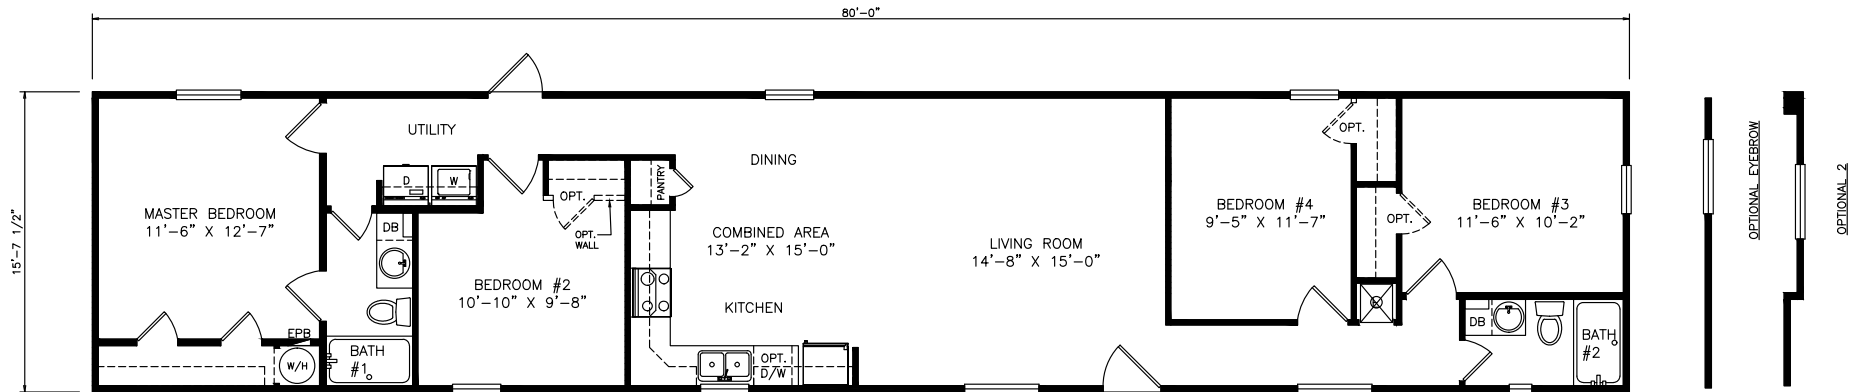 80'-0"
15'-7 1/2"
UTILITY
D
W
MASTER BEDROOM
11'-6" X 12'-7"
DB
EPB
W/H
BATH
#1
OPT.
OPT.
WALL
BEDROOM #2
10'-10" X 9'-8"
PANTRY
DINING
COMBINED AREA
13'-2" X 15'-0"
KITCHEN
OPT.
D/W
LIVING ROOM
14'-8" X 15'-0"
OPT.
BEDROOM #4
9'-5" X 11'-7"
OPT.
BEDROOM #3
11'-6" X 10'-2"
DB
BATH
#2
OPTIONAL EYEBROW
OPTIONAL 2